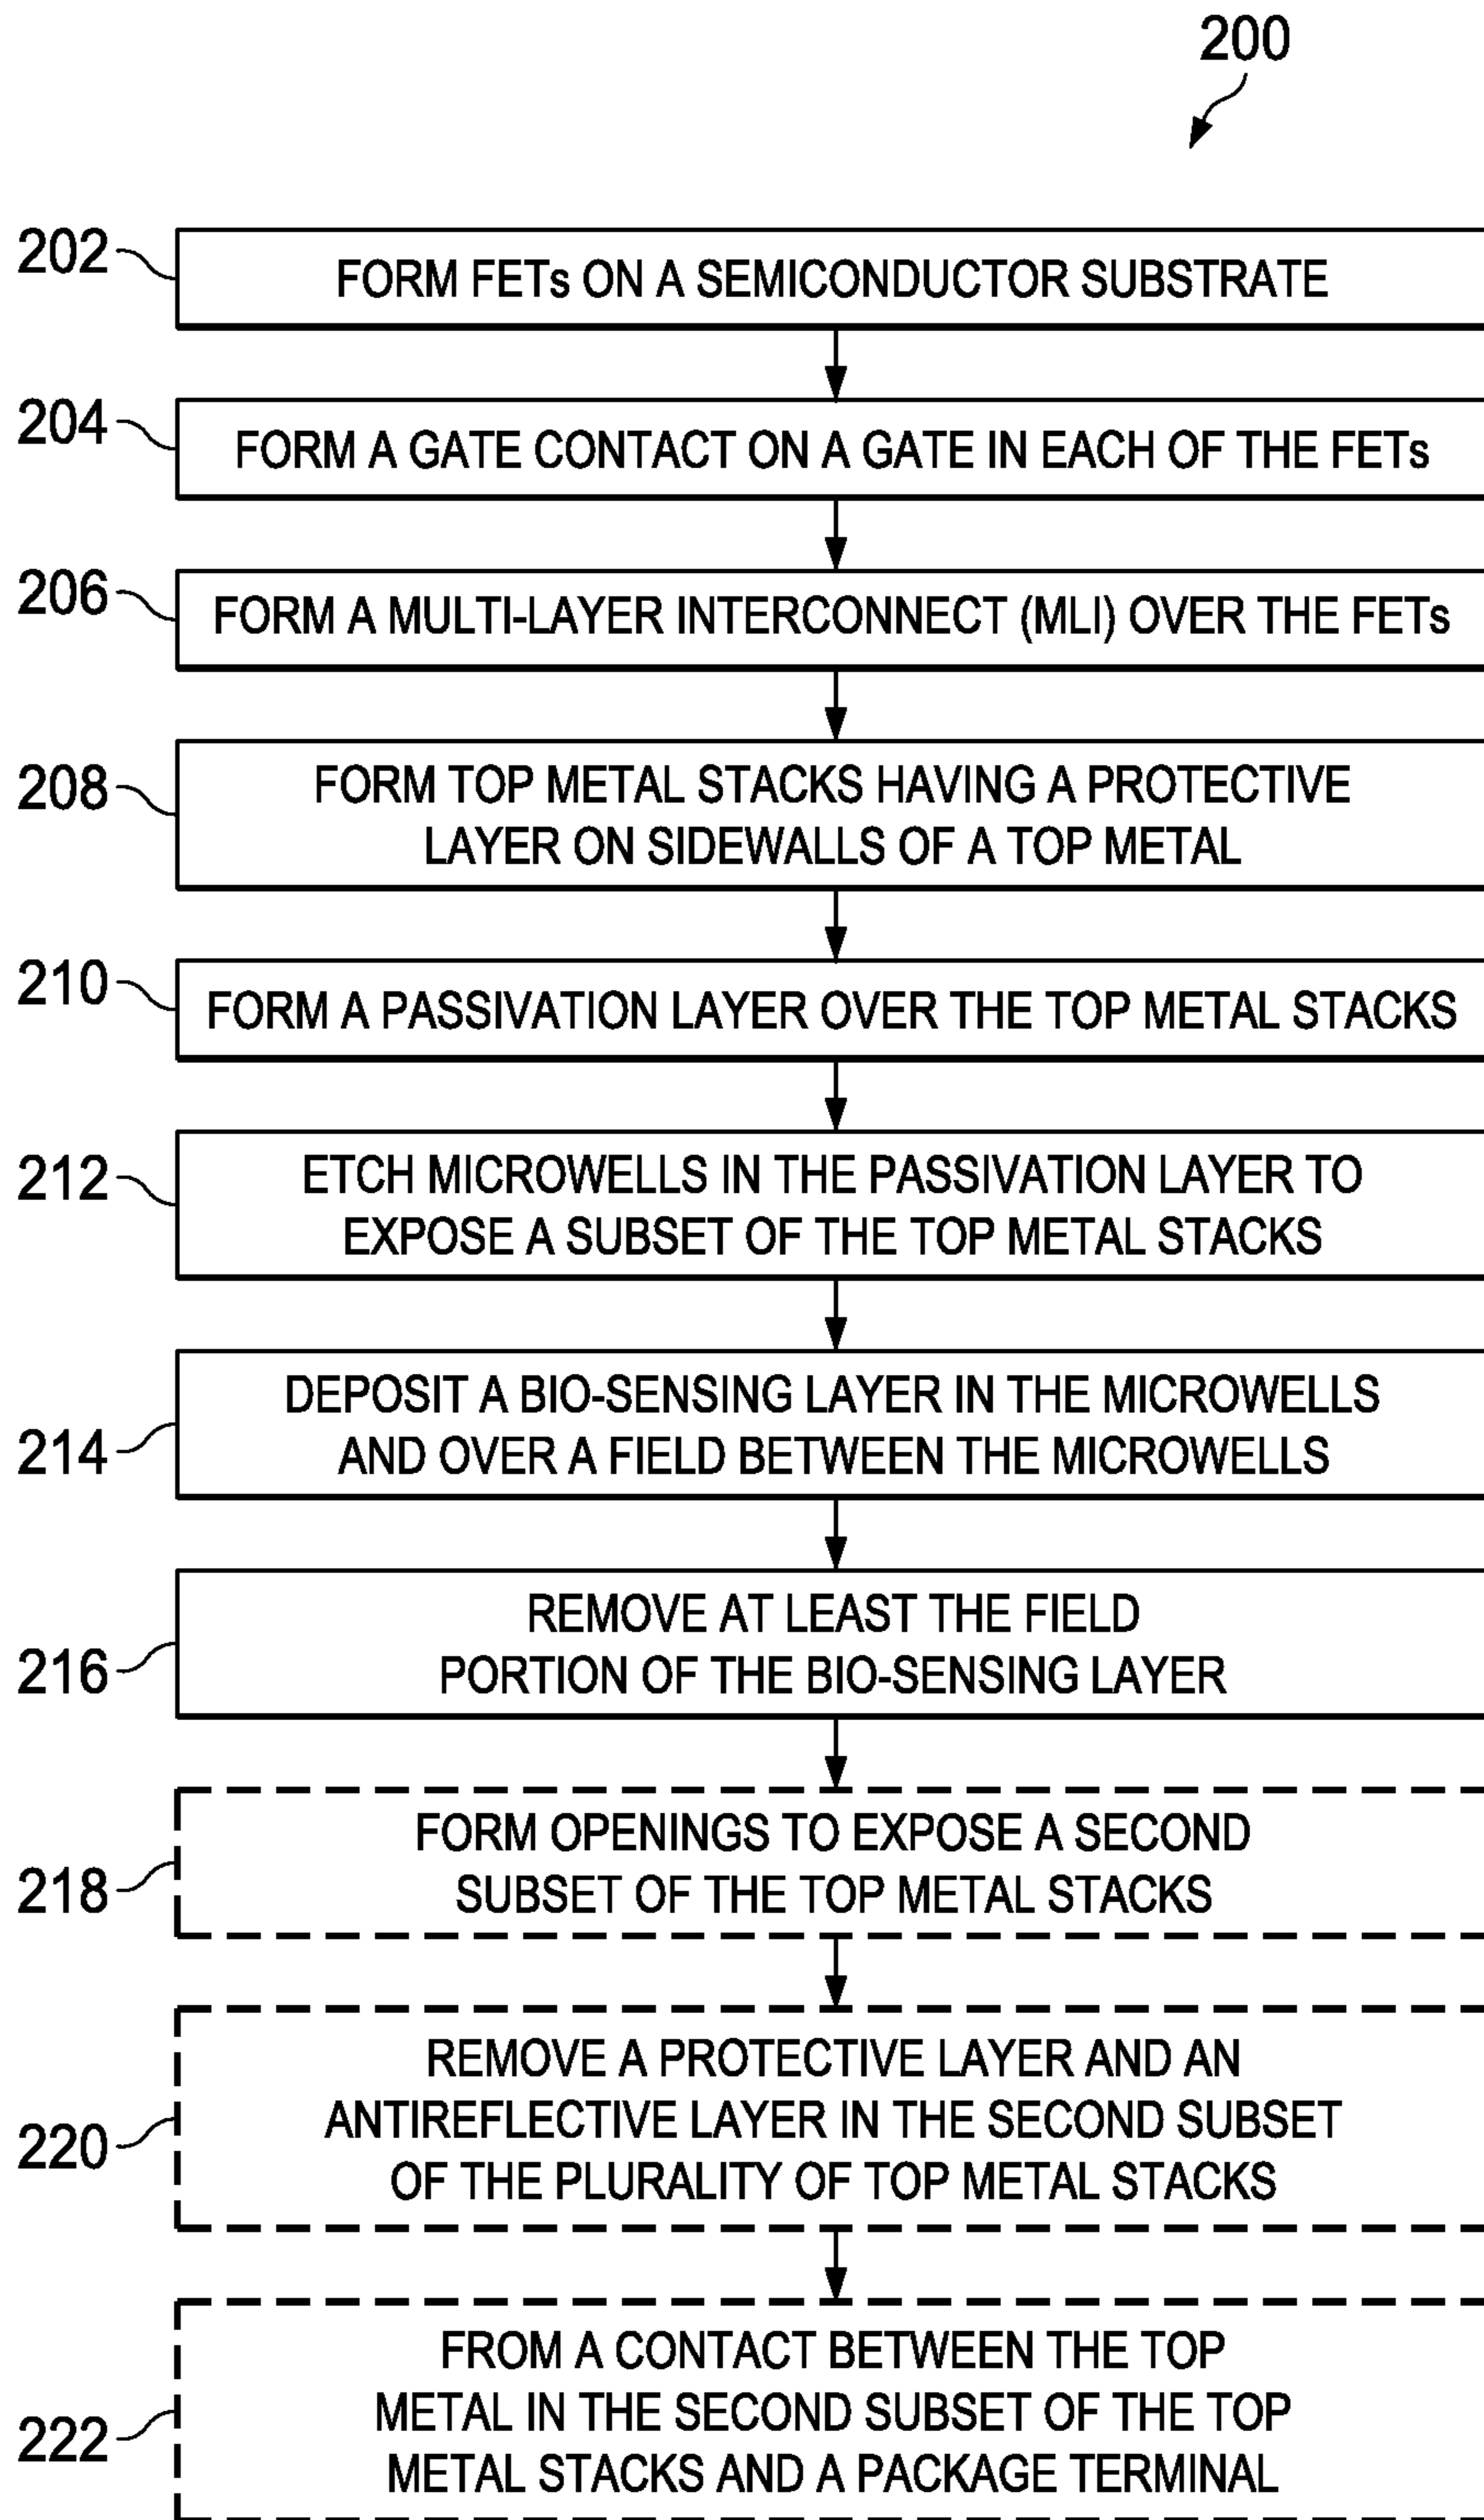 200
202
FORM FETs ON A SEMICONDUCTOR SUBSTRATE
204
FORM A GATE CONTACT ON A GATE IN EACH OF THE FETs
206
FORM A MULTI-LAYER INTERCONNECT (MLI) OVER THE FETs
208
FORM TOP METAL STACKS HAVING A PROTECTIVE
LAYER ON SIDEWALLS OF A TOP METAL
210
FORM A PASSIVATION LAYER OVER THE TOP METAL STACKS
212
ETCH MICROWELLS IN THE PASSIVATION LAYER TO
EXPOSE A SUBSET OF THE TOP METAL STACKS
214
DEPOSIT A BIO-SENSING LAYER IN THE MICROWELLS
AND OVER A FIELD BETWEEN THE MICROWELLS
216
REMOVE AT LEAST THE FIELD
PORTION OF THE BIO-SENSING LAYER
218
FORM OPENINGS TO EXPOSE A SECOND
SUBSET OF THE TOP METAL STACKS
220
REMOVE A PROTECTIVE LAYER AND AN
ANTIREFLECTIVE LAYER IN THE SECOND SUBSET
OF THE PLURALITY OF TOP METAL STACKS
222
FROM A CONTACT BETWEEN THE TOP
METAL IN THE SECOND SUBSET OF THE TOP
METAL STACKS AND A PACKAGE TERMINAL